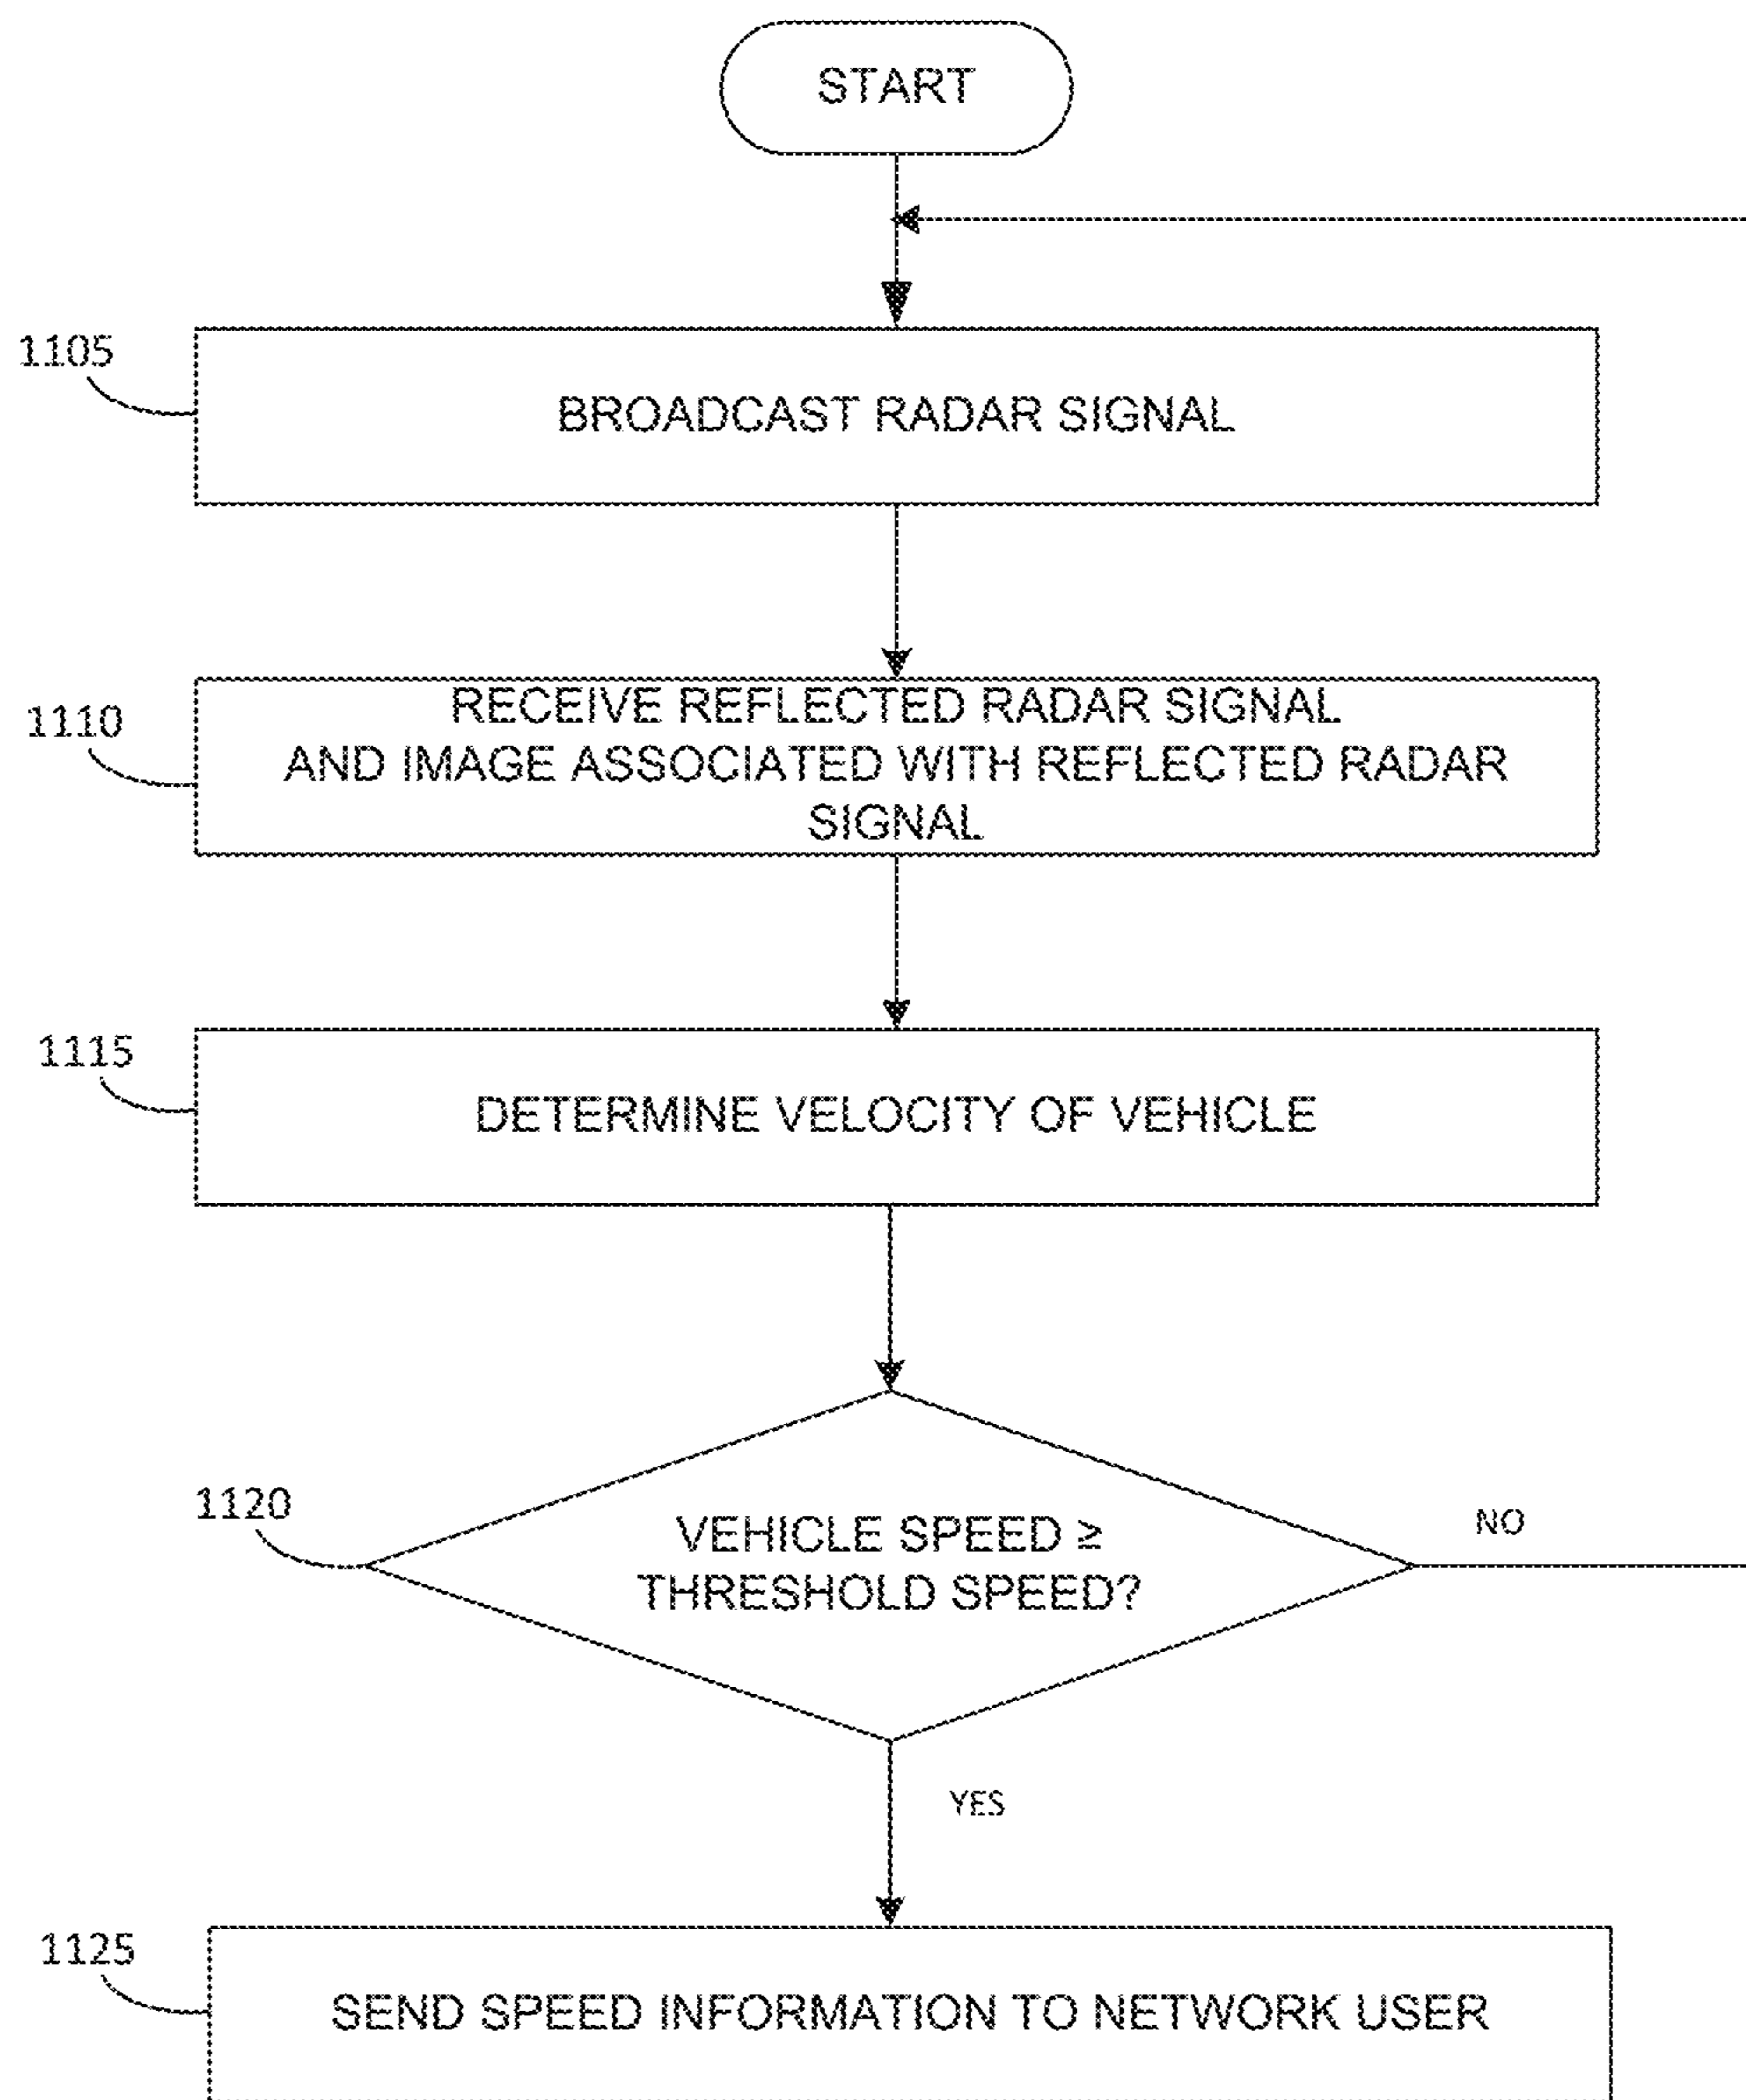 START
1105
BROADCAST RADAR SIGNAL
1110
RECEIVE REFLECTED RADAR SIGNAL
AND IMAGE ASSOCIATED WITH REFLECTED RADAR
SIGNAL
1115
DETERMINE VELOCITY OF VEHICLE
1120
VEHICLE SPEED ≥
THRESHOLD SPEED?
NO
YES
1125
SEND SPEED INFORMATION TO NETWORK USER